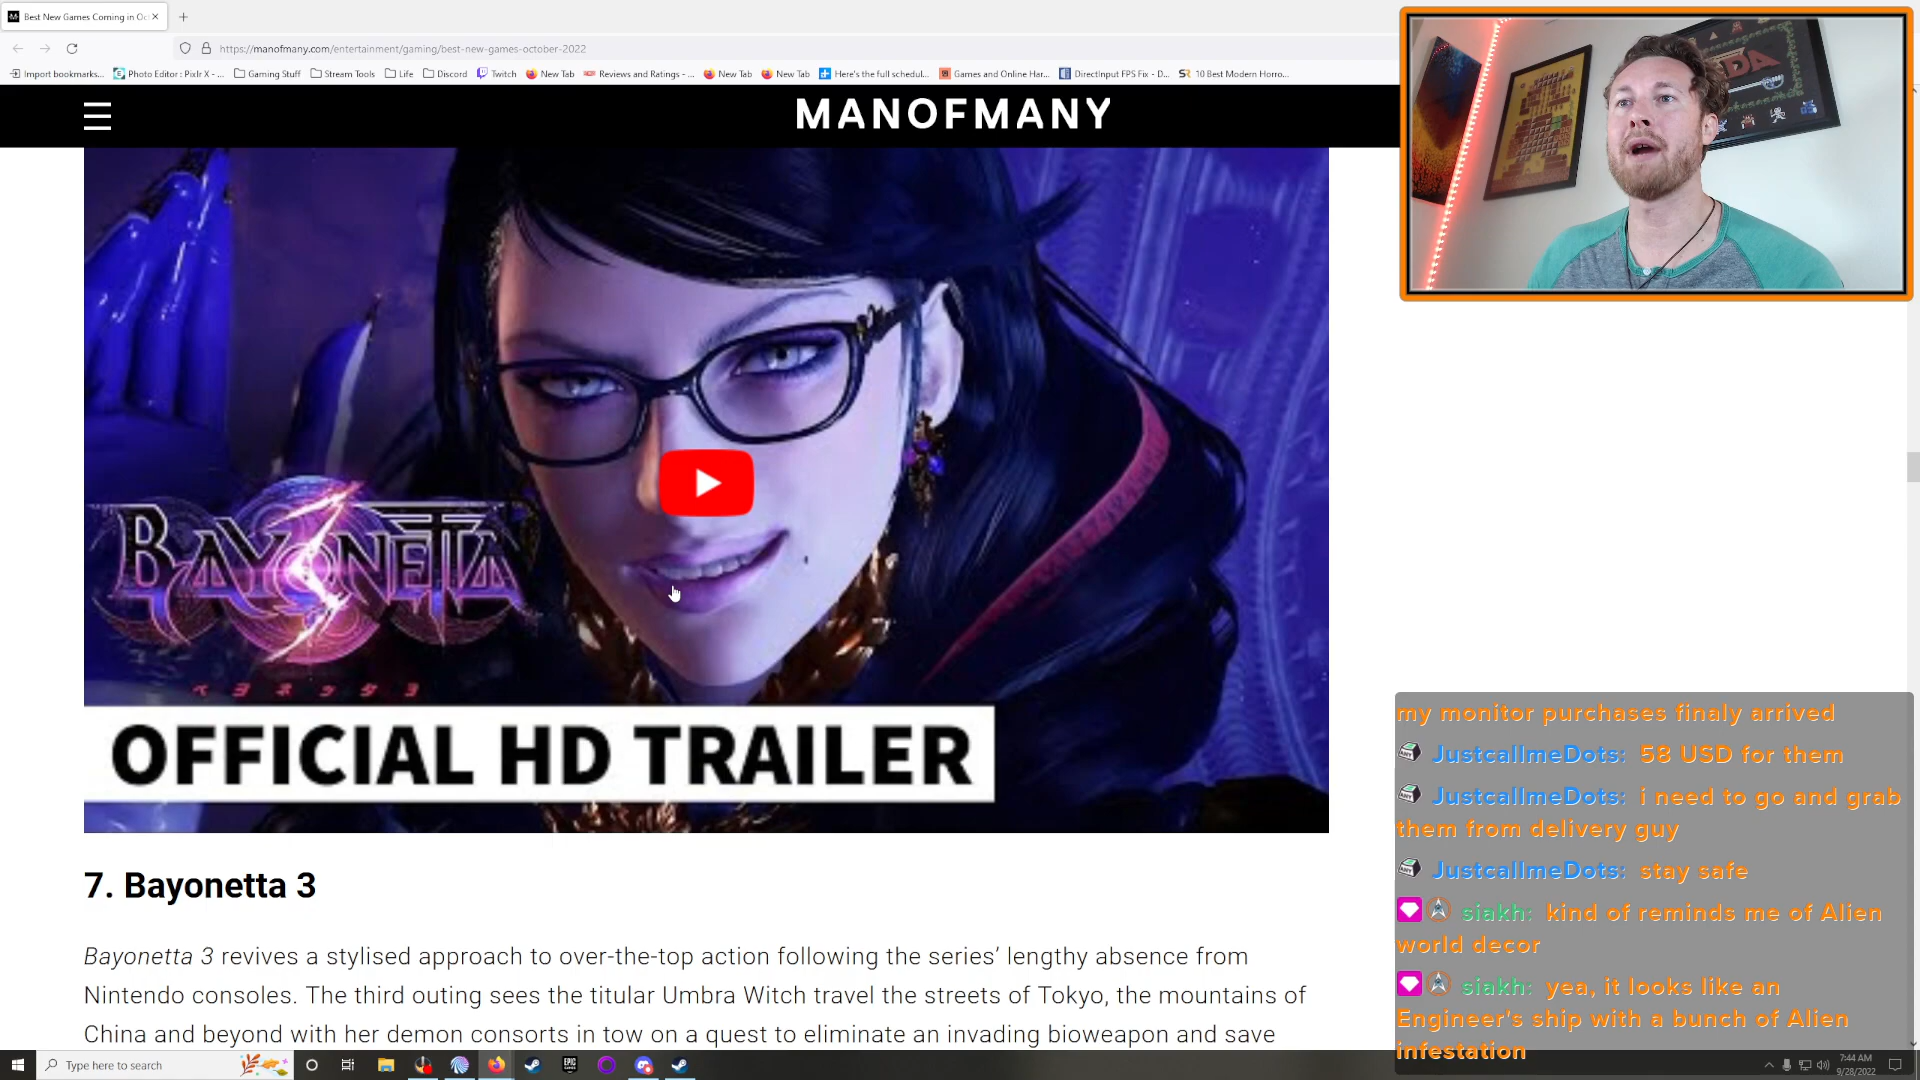 Best New Games Coming in Oc
https://manofmany.com/entertainment/gaming/best-new-games-october-2022
Import bookmarks... Photo Editor : Pixlr X - ... Gaming Stuff Stream Tools Life Discord Twitch New Tab Reviews and Ratings - ... New Tab New Tab Here's the full schedul... Games and Online Har... DirectInput FPS Fix - D... 10 Best Modern Horro...
MANOFMANY
BAYONETTA
ベヨネッタ3
OFFICIAL HD TRAILER
7. Bayonetta 3
Bayonetta 3 revives a stylised approach to over-the-top action following the series’ lengthy absence from
Nintendo consoles. The third outing sees the titular Umbra Witch travel the streets of Tokyo, the mountains of
China and beyond with her demon consorts in tow on a quest to eliminate an invading bioweapon and save
my monitor purchases finaly arrived
JustcallmeDots: 58 USD for them
JustcallmeDots: i need to go and grab
them from delivery guy
JustcallmeDots: stay safe
siakh: kind of reminds me of Alien
world decor
siakh: yea, it looks like an
Engineer's ship with a bunch of Alien
infestation
Type here to search
7:44 AM
9/28/2022